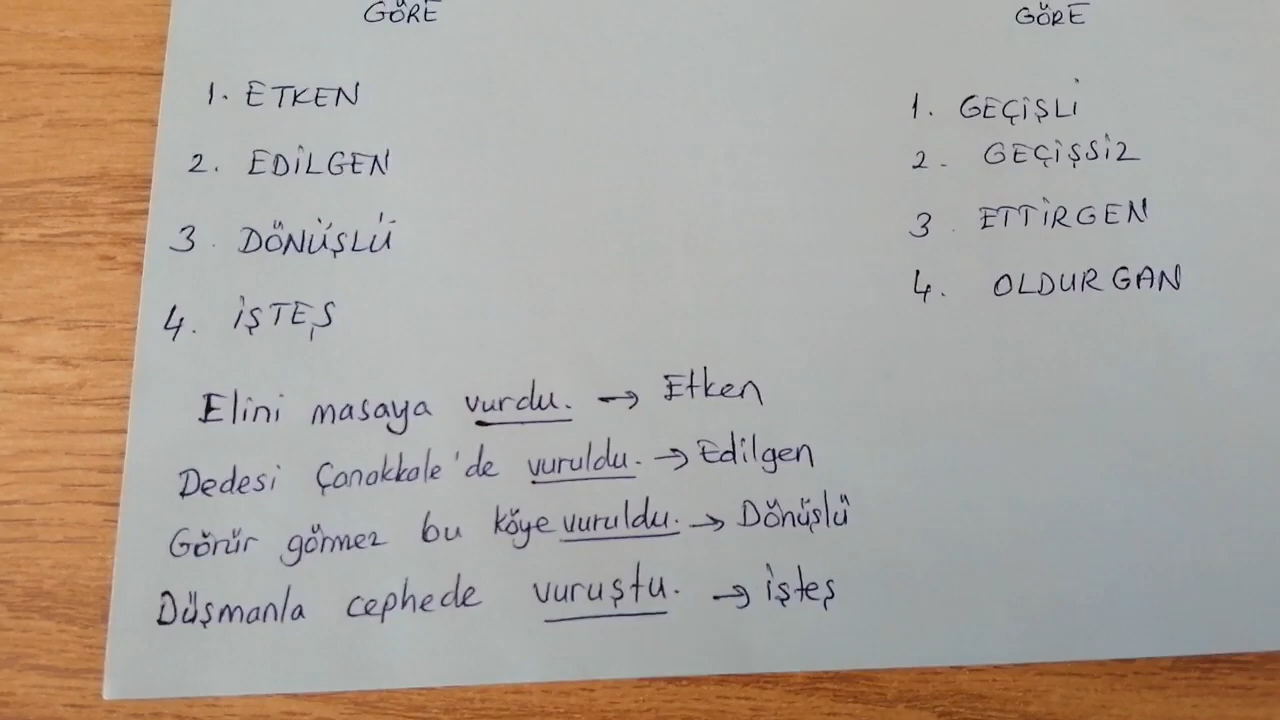 GÖRE
GÖRE
1. ETKEN
2. EDİLGEN
3. DÖNÜŞLÜ
4. İŞTEŞ
1. GEÇİŞLİ
2. GEÇİŞSİZ
3. ETTİRGEN
4. OLDURGAN
Elini masaya vurdu. → Etken
Dedesi Çanakkale'de vuruldu. → Edilgen
Görür görmez bu köye vuruldu. → Dönüşlü
Düşmanla cephede vuruştu. → işteş